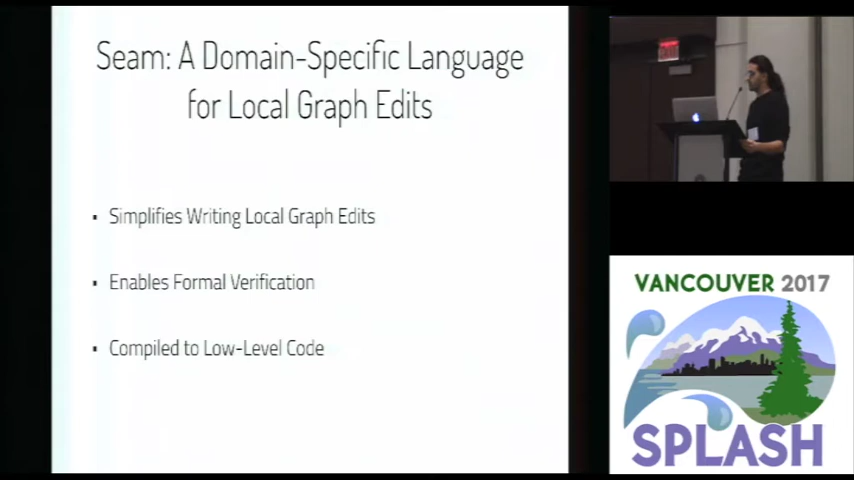 Seam: A Domain-Specific Language
for Local Graph Edits
▪ Simplifies Writing Local Graph Edits
▪ Enables Formal Verification
▪ Compiled to Low-Level Code
VANCOUVER 2017
SPLASH